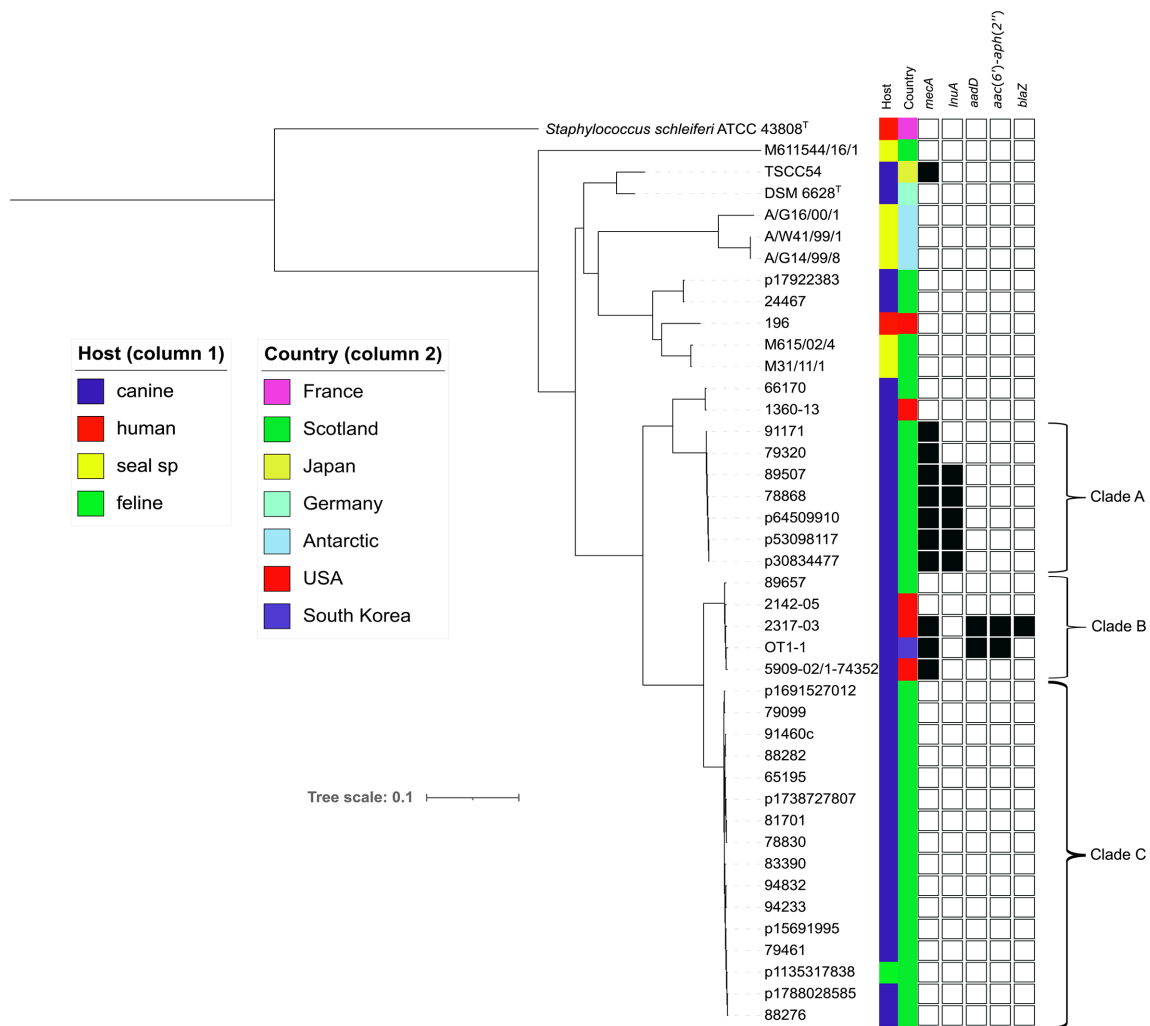 Host
Country
mecA
lnuA
aadD
aac(6')-aph(2'')
blaZ
Staphylococcus schleiferi ATCC 43808ᵀ
M611544/16/1
TSCC54
DSM 6628ᵀ
A/G16/00/1
A/W41/99/1
A/G14/99/8
p17922383
24467
196
M615/02/4
M31/11/1
66170
1360-13
91171
79320
89507
78868
p64509910
p53098117
p30834477
89657
2142-05
2317-03
OT1-1
5909-02/1-74352
p1691527012
79099
91460c
88282
65195
p1738727807
81701
78830
83390
94832
94233
p15691995
79461
p1135317838
p1788028585
88276
Clade A
Clade B
Clade C
Host (column 1)
canine
human
seal sp
feline
Country (column 2)
France
Scotland
Japan
Germany
Antarctic
USA
South Korea
Tree scale: 0.1